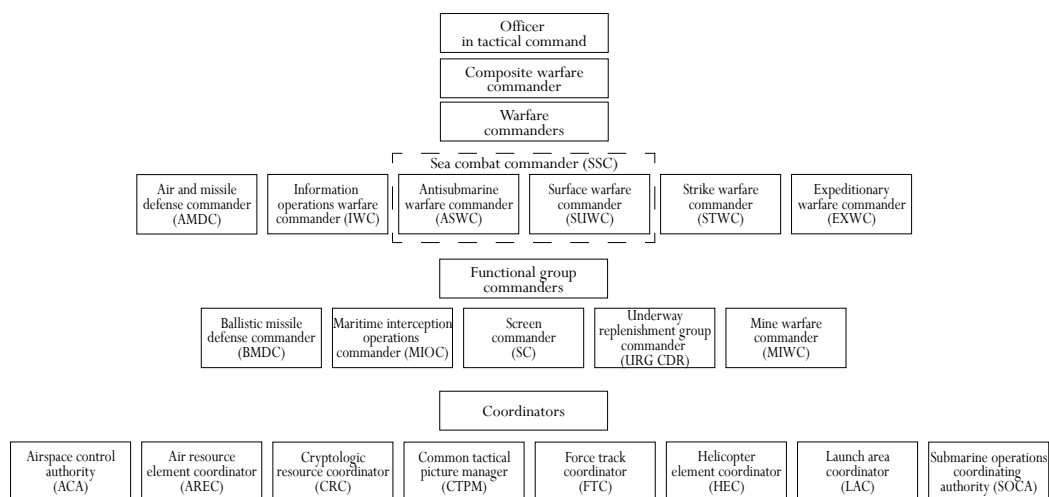 Officer
in tactical command
Composite warfare
commander
Warfare
commanders
Sea combat commander (SSC)
Air and missile
defense commander
(AMDC)
Information
operations warfare
commander (IWC)
Antisubmarine
warfare commander
(ASWC)
Surface warfare
commander
(SUWC)
Strike warfare
commander
(STWC)
Expeditionary
warfare commander
(EXWC)
Functional group
commanders
Ballistic missile
defense commander
(BMDC)
Maritime interception
operations
commander (MIOC)
Screen
commander
(SC)
Underway
replenishment group
commander
(URG CDR)
Mine warfare
commander
(MIWC)
Coordinators
Airspace control
authority
(ACA)
Air resource
element coordinator
(AREC)
Cryptologic
resource coordinator
(CRC)
Common tactical
picture manager
(CTPM)
Force track
coordinator
(FTC)
Helicopter
element coordinator
(HEC)
Launch area
coordinator
(LAC)
Submarine operations
coordinating
authority (SOCA)